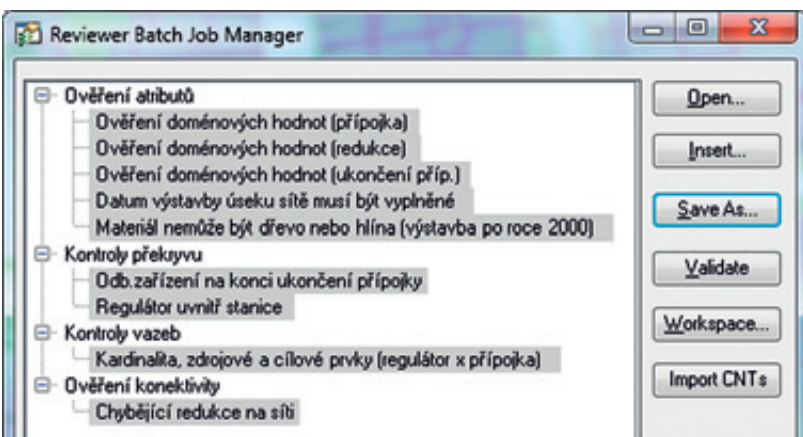 Reviewer Batch Job Manager
Ověření atributů
Ověření doménových hodnot (přípojka)
Ověření doménových hodnot (redukce)
Ověření doménových hodnot (ukončení příp.)
Datum výstavby úseku sítě musí být vyplněné
Materiál nemůže být dřevo nebo hlína (výstavba po roce 2000)
Kontroly překryvu
Odb.zařízení na konci ukončení přípojky
Regulátor uvnitř stanice
Kontroly vazeb
Kardinalita, zdrojové a cílové prvky (regulátor x přípojka)
Ověření konektivity
Chybějící redukce na síti
Open...
Insert...
Save As...
Validate
Workspace...
Import CNTs